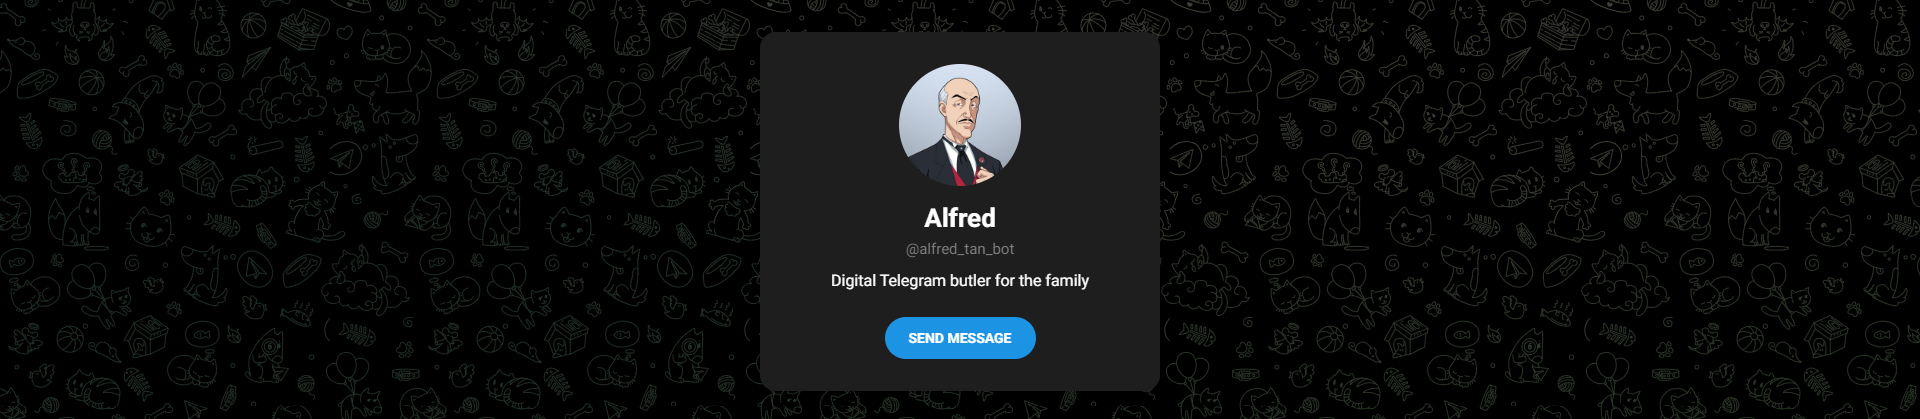 Alfred
@alfred_tan_bot
Digital Telegram butler for the family
SEND MESSAGE